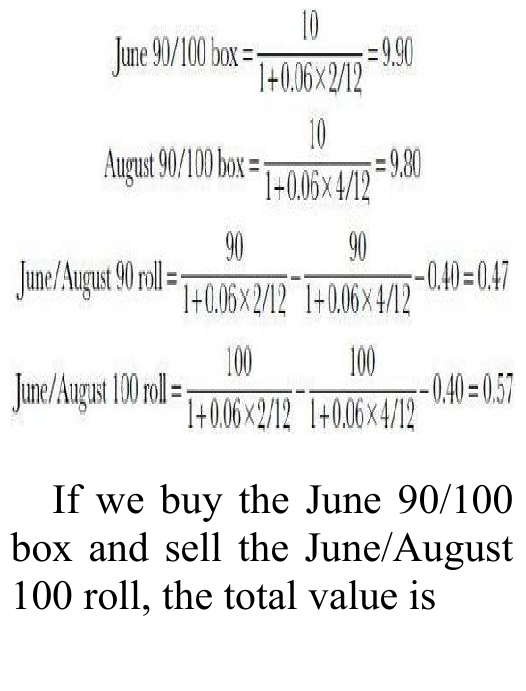 June 90/100 box = 10 / 1+0.06×2/12 = 9.90
August 90/100 box = 10 / 1+0.06×4/12 = 9.80
June/August 90 roll = 90 / 1+0.06×2/12 − 90 / 1+0.06×4/12 − 0.40 = 0.47
June/August 100 roll = 100 / 1+0.06×2/12 − 100 / 1+0.06×4/12 − 0.40 = 0.57
If we buy the June 90/100
box and sell the June/August
100 roll, the total value is